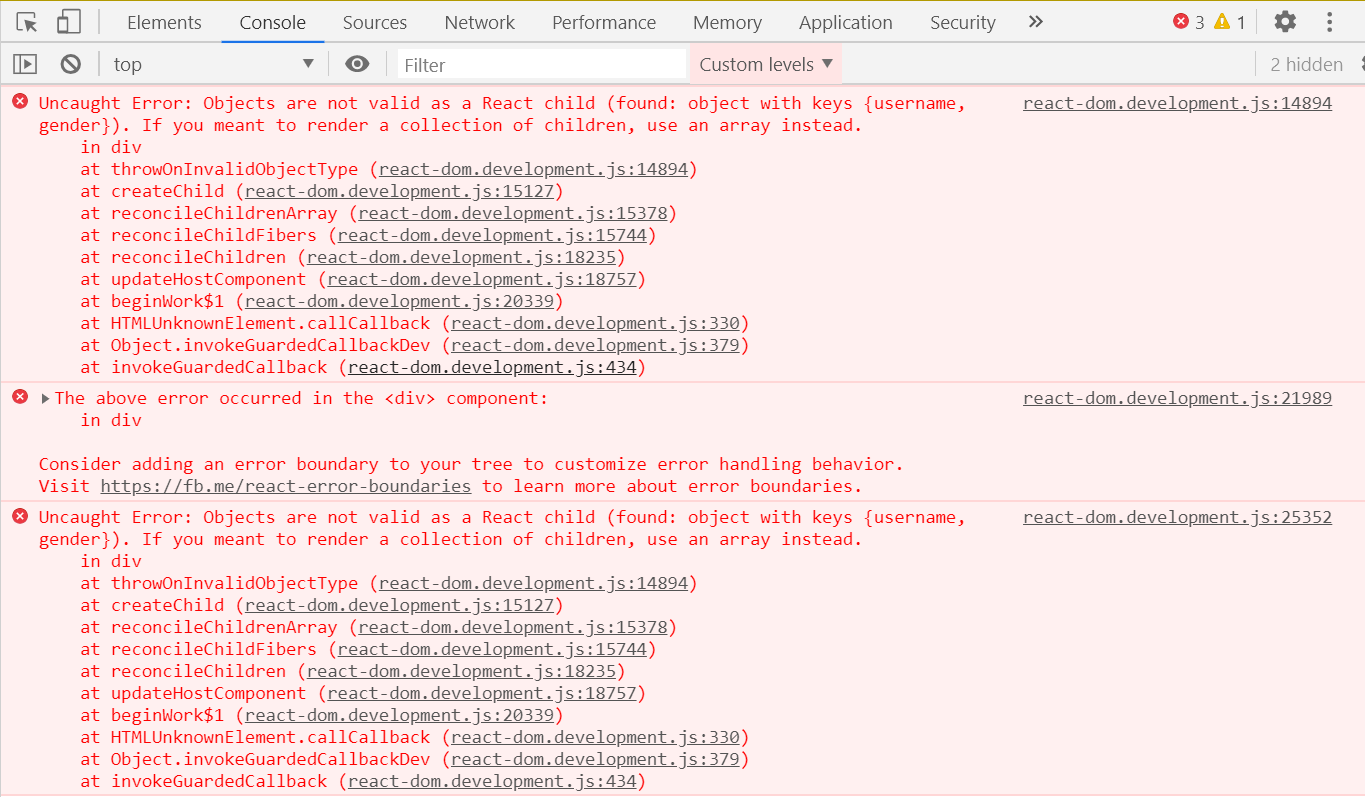 Elements Console Sources Network Performance Memory Application Security » 3 1
top Filter Custom levels 2 hidden
Uncaught Error: Objects are not valid as a React child (found: object with keys {username, react-dom.development.js:14894
gender}). If you meant to render a collection of children, use an array instead.
in div
at throwOnInvalidObjectType (react-dom.development.js:14894)
at createChild (react-dom.development.js:15127)
at reconcileChildrenArray (react-dom.development.js:15378)
at reconcileChildFibers (react-dom.development.js:15744)
at reconcileChildren (react-dom.development.js:18235)
at updateHostComponent (react-dom.development.js:18757)
at beginWork$1 (react-dom.development.js:20339)
at HTMLUnknownElement.callCallback (react-dom.development.js:330)
at Object.invokeGuardedCallbackDev (react-dom.development.js:379)
at invokeGuardedCallback (react-dom.development.js:434)
The above error occurred in the <div> component: react-dom.development.js:21989
in div
Consider adding an error boundary to your tree to customize error handling behavior.
Visit https://fb.me/react-error-boundaries to learn more about error boundaries.
Uncaught Error: Objects are not valid as a React child (found: object with keys {username, react-dom.development.js:25352
gender}). If you meant to render a collection of children, use an array instead.
in div
at throwOnInvalidObjectType (react-dom.development.js:14894)
at createChild (react-dom.development.js:15127)
at reconcileChildrenArray (react-dom.development.js:15378)
at reconcileChildFibers (react-dom.development.js:15744)
at reconcileChildren (react-dom.development.js:18235)
at updateHostComponent (react-dom.development.js:18757)
at beginWork$1 (react-dom.development.js:20339)
at HTMLUnknownElement.callCallback (react-dom.development.js:330)
at Object.invokeGuardedCallbackDev (react-dom.development.js:379)
at invokeGuardedCallback (react-dom.development.js:434)